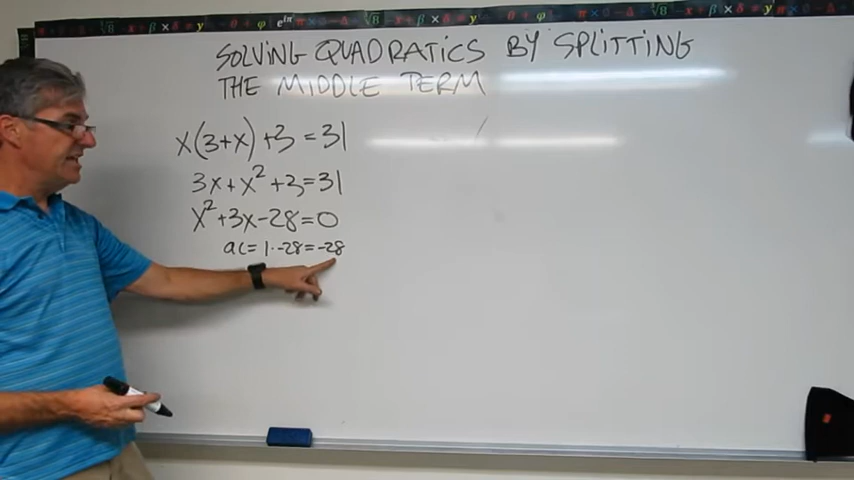 SOLVING QUADRATICS BY SPLITTING
THE MIDDLE TERM
x(3+x)+3=31
3x+x²+3=31
x²+3x-28=0
ac=1·-28=-28